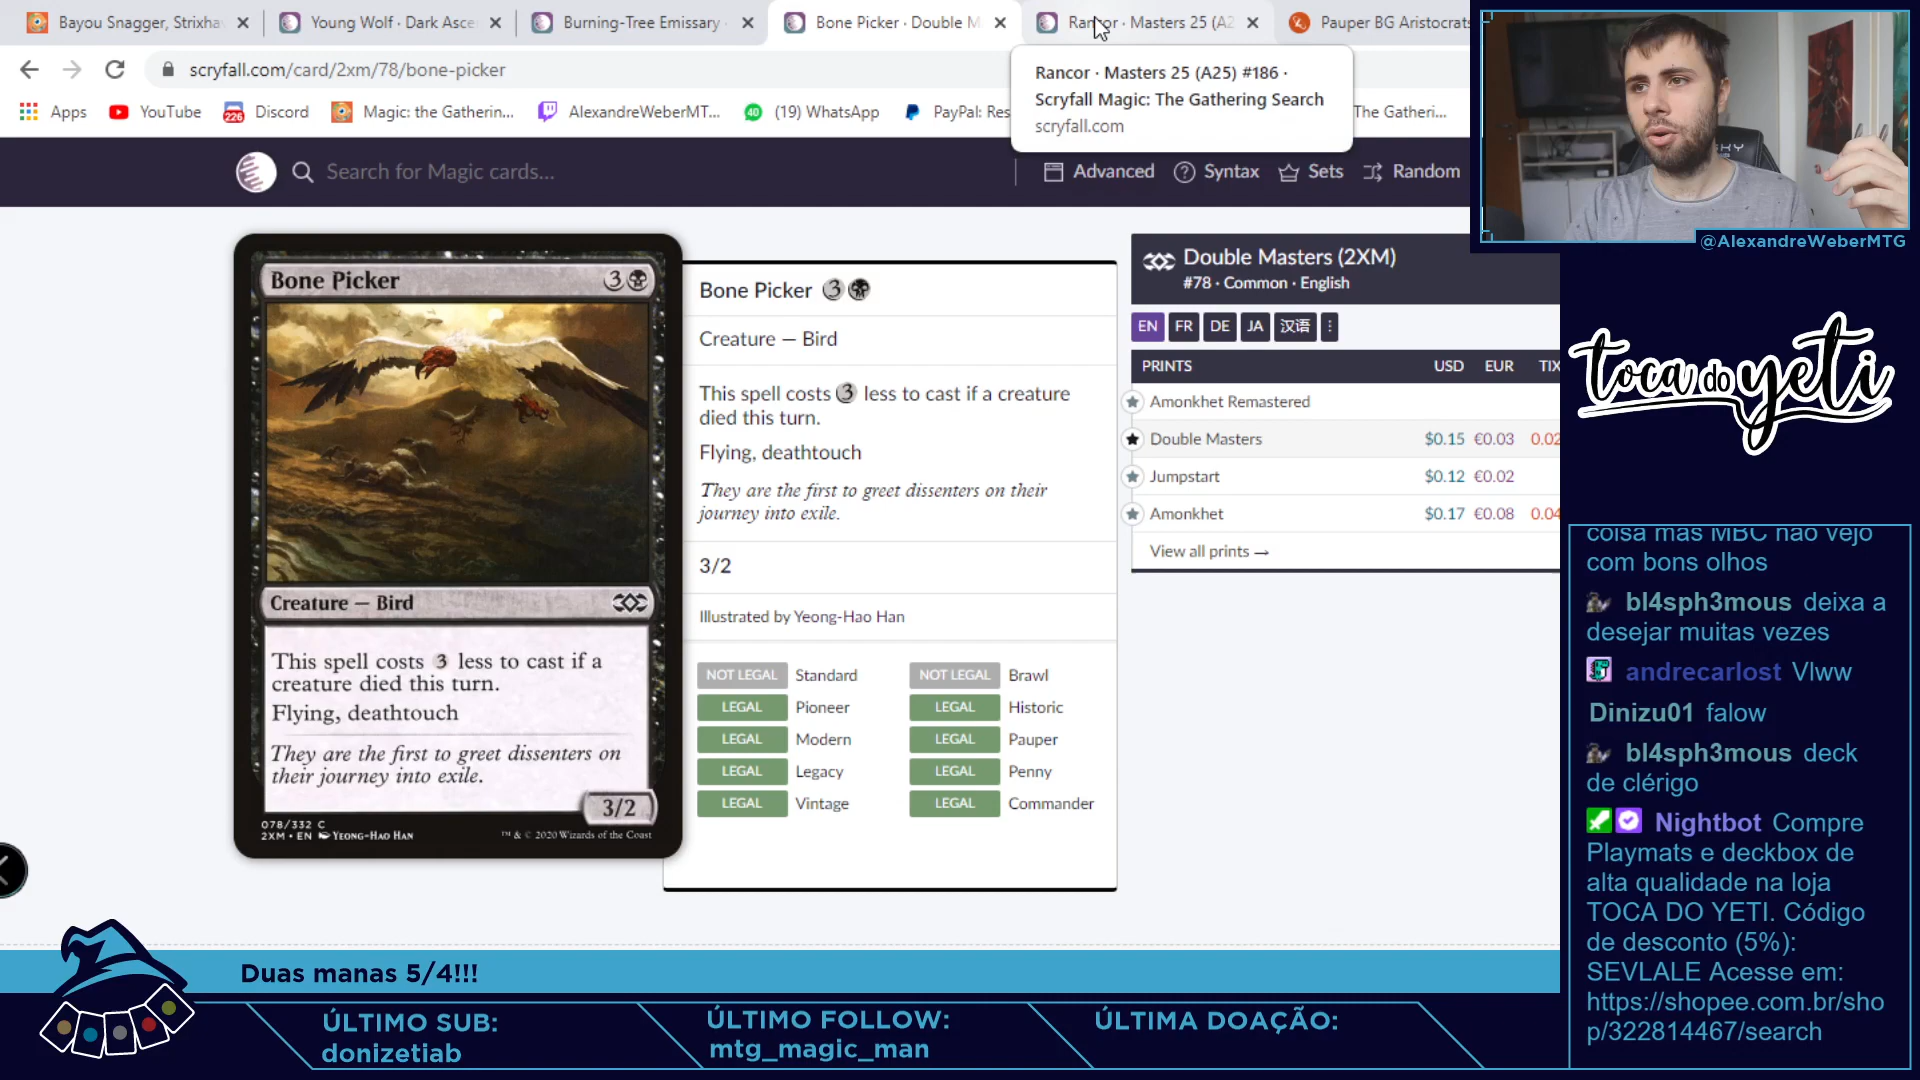 Bayou Snagger, Strixha
Young Wolf · Dark Asce
Burning-Tree Emissary
Bone Picker · Double M
Rancor · Masters 25 (A2
Pauper BG Aristocrats
scryfall.com/card/2xm/78/bone-picker
Rancor · Masters 25 (A25) #186 ·
Scryfall Magic: The Gathering Search
scryfall.com
Apps
YouTube
226
Discord
Magic: the Gatherin...
AlexandreWeberMT...
40
(19) WhatsApp
PayPal: Res
The Gatheri...
Search for Magic cards...
Advanced
Syntax
Sets
Random
@AlexandreWeberMTG
Bone Picker 3
This spell costs 3 less to cast if a
creature died this turn.
Flying, deathtouch
They are the first to greet dissenters on
their journey into exile.
Creature — Bird
3/2
078/332 C
2XM • EN Yeong-Hao Han
™ & © 2020 Wizards of the Coast
Bone Picker 3
Creature — Bird
This spell costs 3 less to cast if a creature
died this turn.
Flying, deathtouch
They are the first to greet dissenters on their
journey into exile.
3/2
Illustrated by Yeong-Hao Han
NOT LEGAL Standard NOT LEGAL Brawl
LEGAL Pioneer LEGAL Historic
LEGAL Modern LEGAL Pauper
LEGAL Legacy LEGAL Penny
LEGAL Vintage LEGAL Commander
Double Masters (2XM)
#78 · Common · English
EN FR DE JA 汉语
PRINTS USD EUR TIX
Amonkhet Remastered
Double Masters $0.15 €0.03 0.02
Jumpstart $0.12 €0.02
Amonkhet $0.17 €0.08 0.04
View all prints →
toca do yeti
coisa mas MBC não vejo
com bons olhos
bl4sph3mous deixa a
desejar muitas vezes
andrecarlost Vlww
Dinizu01 falow
bl4sph3mous deck
de clérigo
Nightbot Compre
Playmats e deckbox de
alta qualidade na loja
TOCA DO YETI. Código
de desconto (5%):
SEVLALE Acesse em:
https://shopee.com.br/sho
p/322814467/search
Duas manas 5/4!!!
ÚLTIMO SUB:
donizetiab
ÚLTIMO FOLLOW:
mtg_magic_man
ÚLTIMA DOAÇÃO: